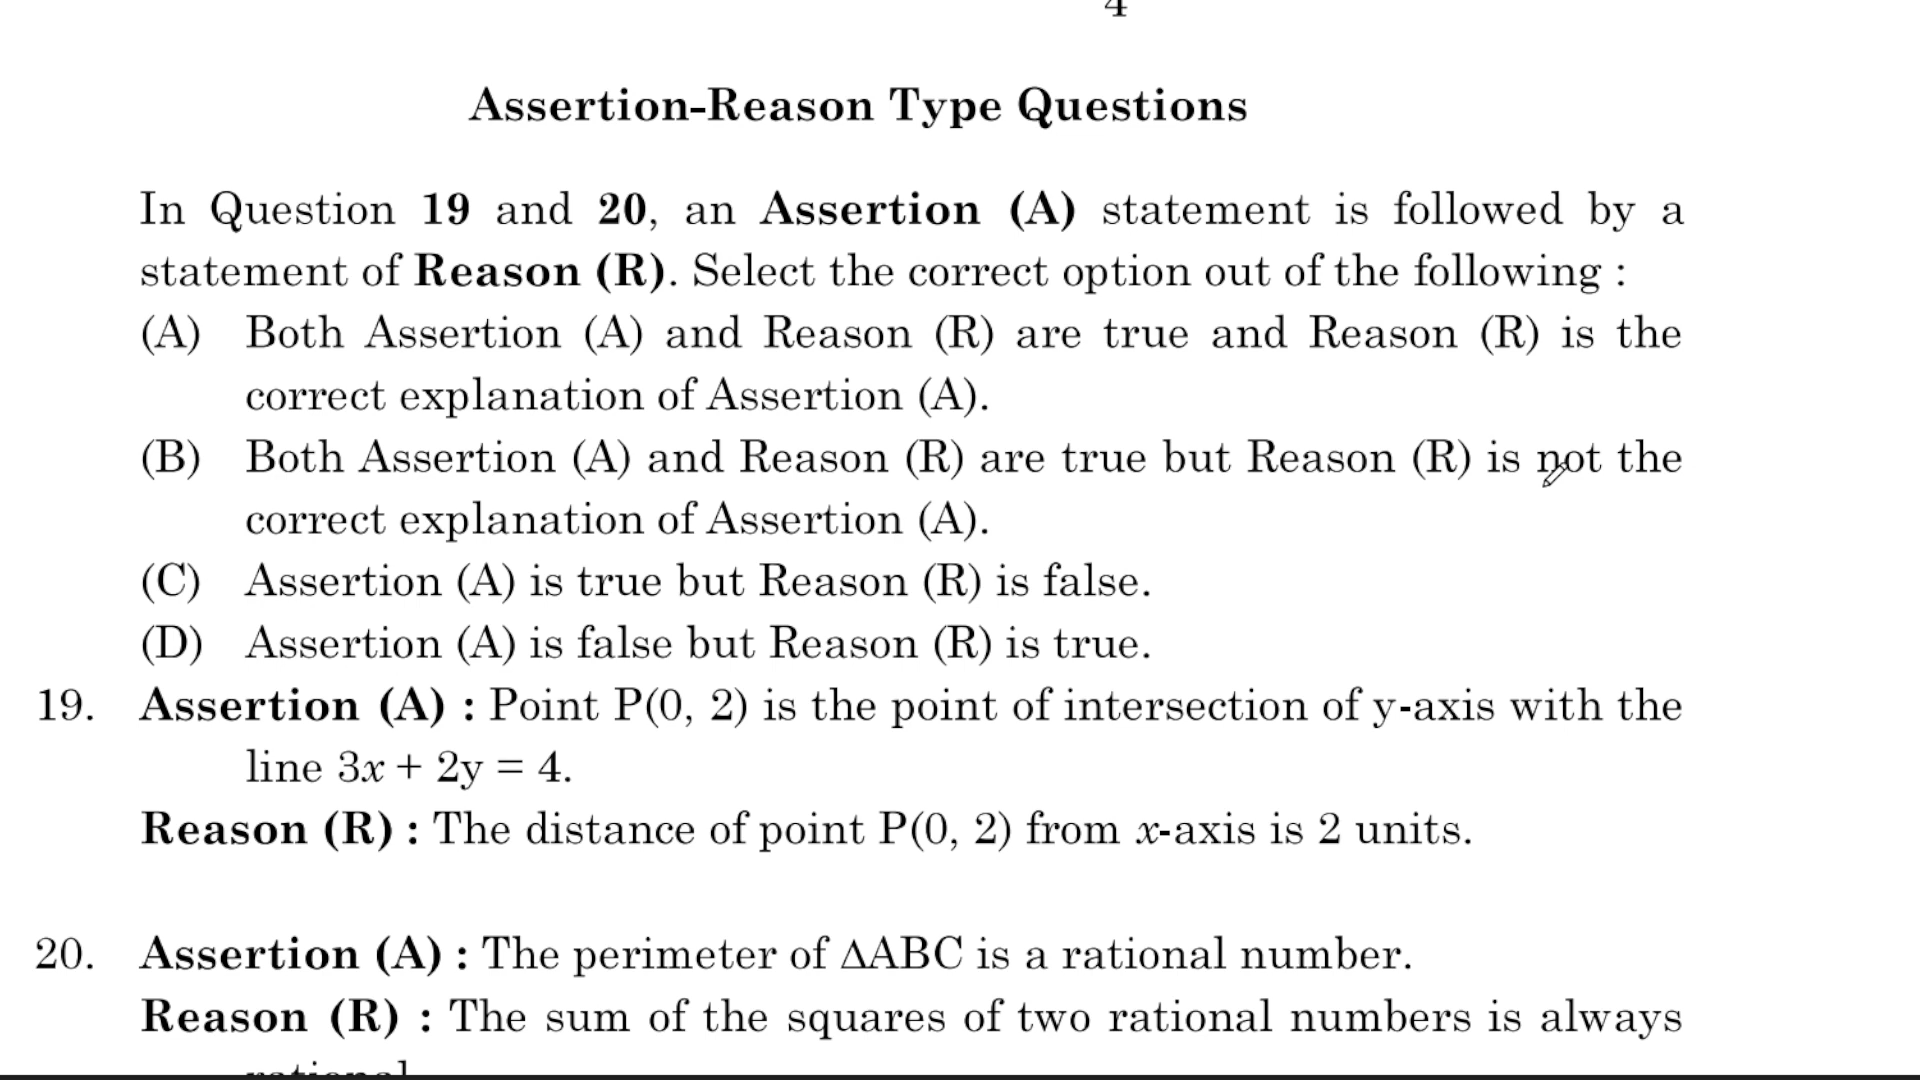 4
Assertion-Reason Type Questions
In Question 19 and 20, an Assertion (A) statement is followed by a
statement of Reason (R). Select the correct option out of the following :
(A) Both Assertion (A) and Reason (R) are true and Reason (R) is the
correct explanation of Assertion (A).
(B) Both Assertion (A) and Reason (R) are true but Reason (R) is not the
correct explanation of Assertion (A).
(C) Assertion (A) is true but Reason (R) is false.
(D) Assertion (A) is false but Reason (R) is true.
19. Assertion (A) : Point P(0, 2) is the point of intersection of y-axis with the
line 3x + 2y = 4.
Reason (R) : The distance of point P(0, 2) from x-axis is 2 units.
20. Assertion (A) : The perimeter of ΔABC is a rational number.
Reason (R) : The sum of the squares of two rational numbers is always
rational